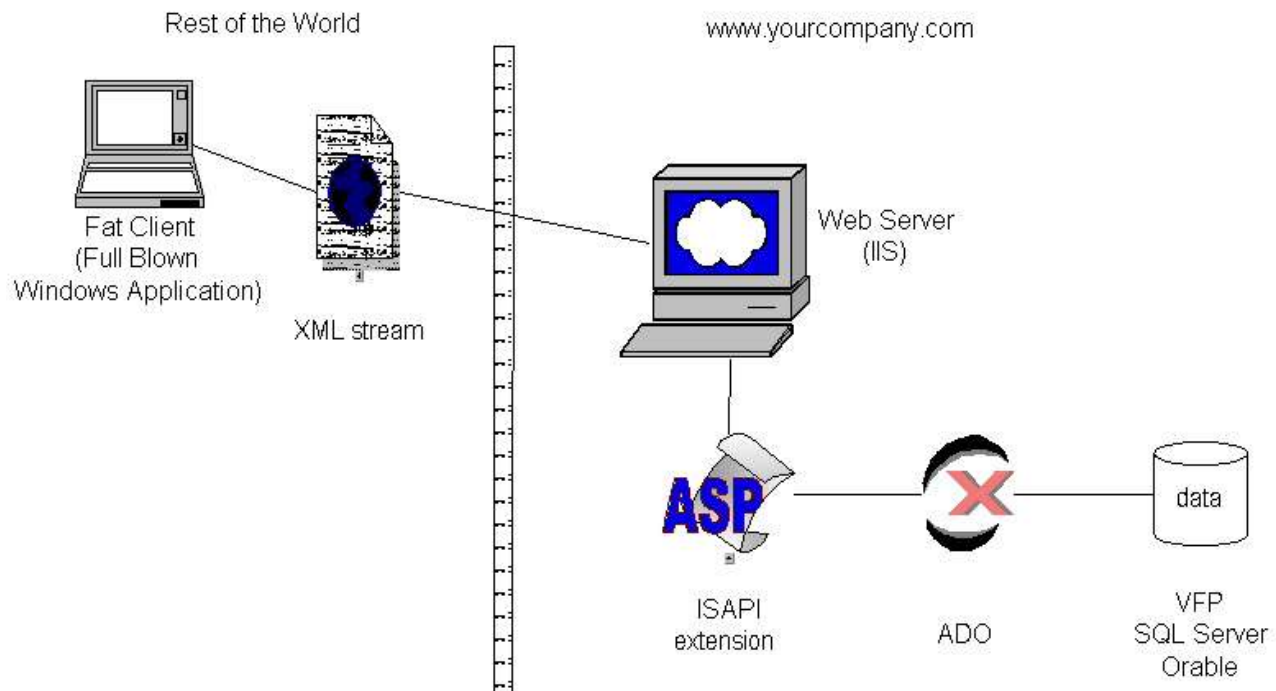 Rest of the World
www.yourcompany.com
Fat Client
(Full Blown
Windows Application)
XML stream
Web Server
(IIS)
ASP
ISAPI
extension
X
ADO
data
VFP
SQL Server
Orable